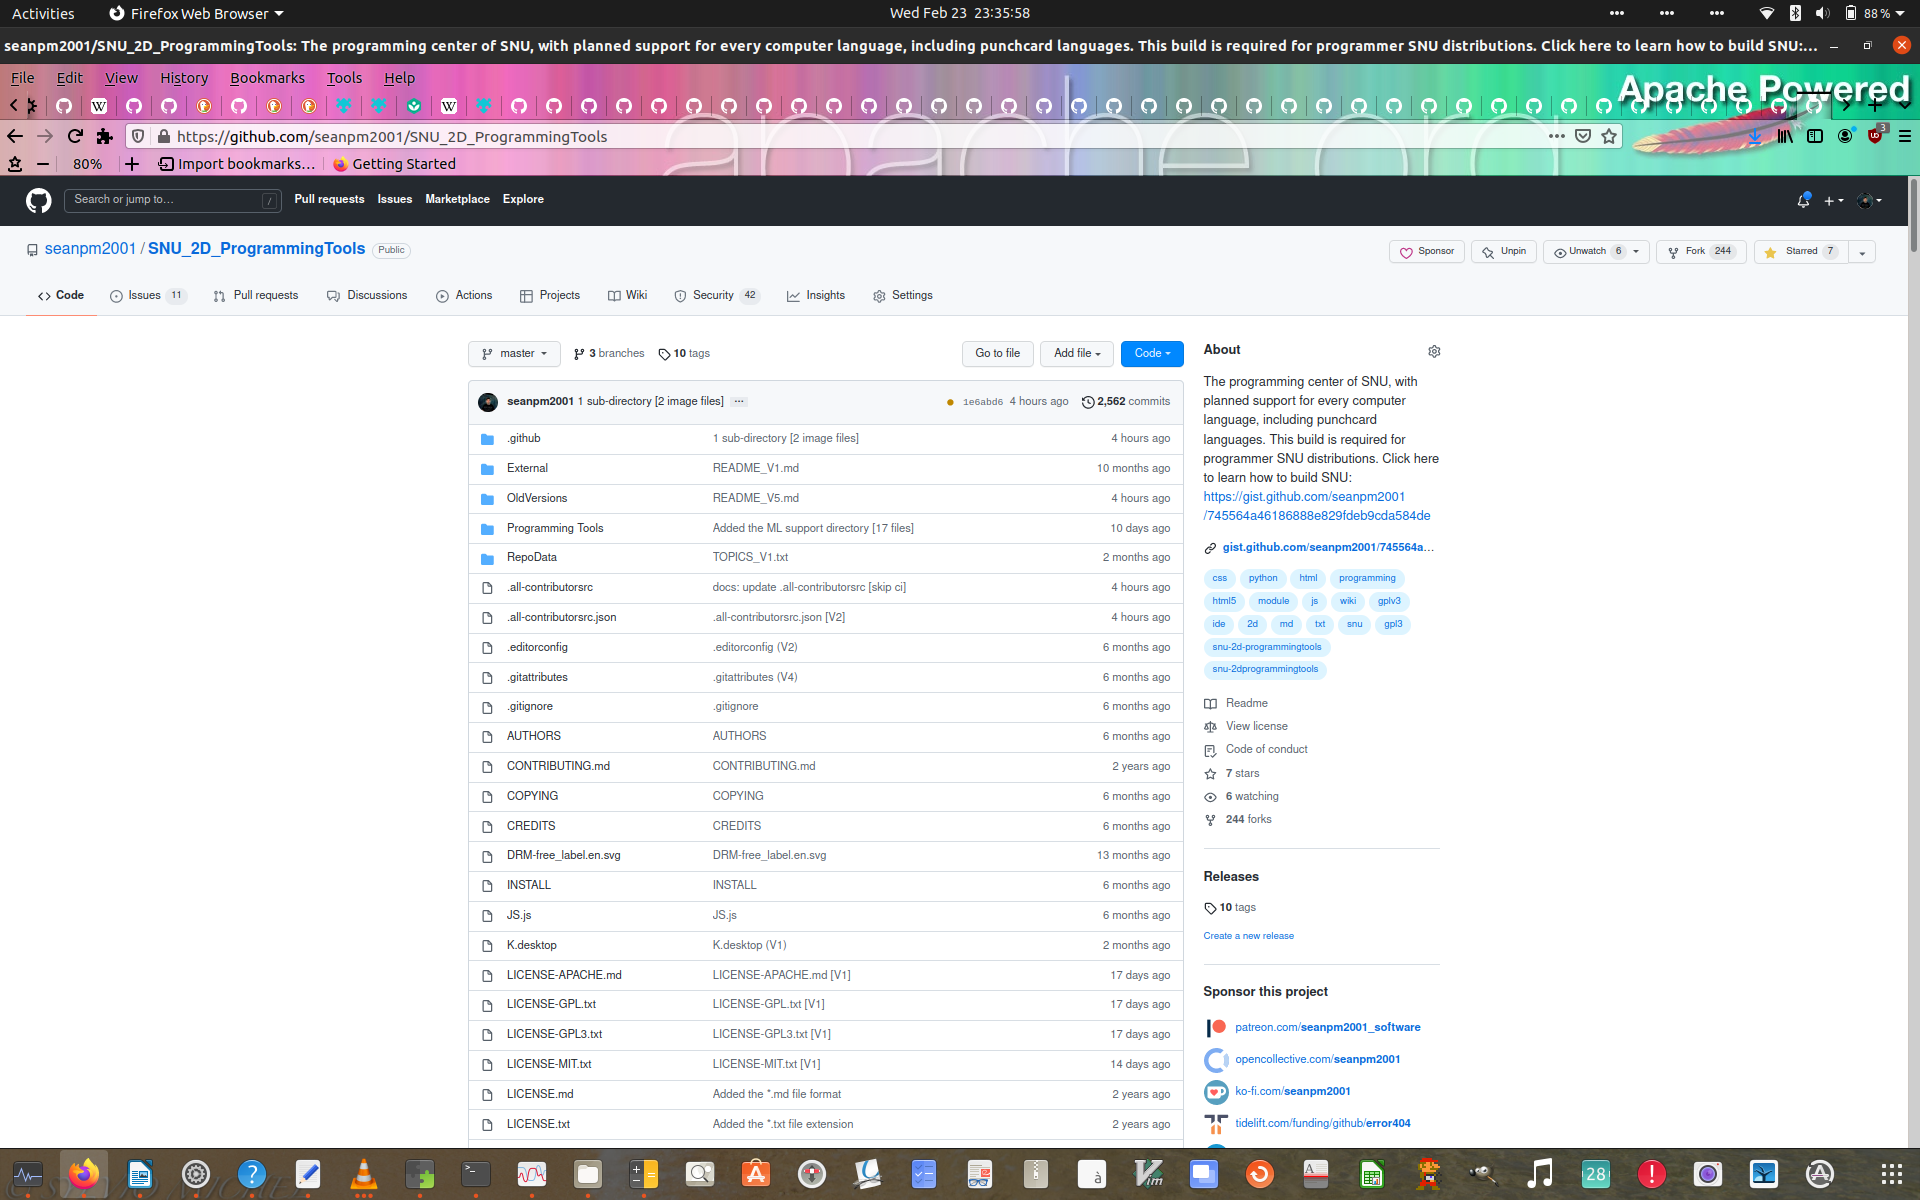 Activities
Firefox Web Browser
Wed Feb 23 23:35:58
88 %
seanpm2001/SNU_2D_ProgrammingTools: The programming center of SNU, with planned support for every computer language, including punchcard languages. This build is required for programmer SNU distributions. Click here to learn how to build SNU:...
File Edit View History Bookmarks Tools Help
Apache Powered
https://github.com/seanpm2001/SNU_2D_ProgrammingTools
3
80% Import bookmarks... Getting Started
Search or jump to... /
Pull requests Issues Marketplace Explore
seanpm2001 / SNU_2D_ProgrammingTools Public
Sponsor Unpin Unwatch 6 Fork 244 Starred 7
Code Issues 11 Pull requests Discussions Actions Projects Wiki Security 42 Insights Settings
master 3 branches 10 tags Go to file Add file Code
seanpm2001 1 sub-directory [2 image files] ... 1e6abd6 4 hours ago 2,562 commits
.github 1 sub-directory [2 image files] 4 hours ago
External README_V1.md 10 months ago
OldVersions README_V5.md 4 hours ago
Programming Tools Added the ML support directory [17 files] 10 days ago
RepoData TOPICS_V1.txt 2 months ago
.all-contributorsrc docs: update .all-contributorsrc [skip ci] 4 hours ago
.all-contributorsrc.json .all-contributorsrc.json [V2] 4 hours ago
.editorconfig .editorconfig (V2) 6 months ago
.gitattributes .gitattributes (V4) 6 months ago
.gitignore .gitignore 6 months ago
AUTHORS AUTHORS 6 months ago
CONTRIBUTING.md CONTRIBUTING.md 2 years ago
COPYING COPYING 6 months ago
CREDITS CREDITS 6 months ago
DRM-free_label.en.svg DRM-free_label.en.svg 13 months ago
INSTALL INSTALL 6 months ago
JS.js JS.js 6 months ago
K.desktop K.desktop (V1) 2 months ago
LICENSE-APACHE.md LICENSE-APACHE.md [V1] 17 days ago
LICENSE-GPL.txt LICENSE-GPL.txt [V1] 17 days ago
LICENSE-GPL3.txt LICENSE-GPL3.txt [V1] 17 days ago
LICENSE-MIT.txt LICENSE-MIT.txt [V1] 14 days ago
LICENSE.md Added the *.md file format 2 years ago
LICENSE.txt Added the *.txt file extension 2 years ago
About
The programming center of SNU, with
planned support for every computer
language, including punchcard
languages. This build is required for
programmer SNU distributions. Click here
to learn how to build SNU:
https://gist.github.com/seanpm2001
/745564a46186888e829fdeb9cda584de
gist.github.com/seanpm2001/745564a...
css python html programming
html5 module js wiki gplv3
ide 2d md txt snu gpl3
snu-2d-programmingtools
snu-2dprogrammingtools
Readme
View license
Code of conduct
7 stars
6 watching
244 forks
Releases
10 tags
Create a new release
Sponsor this project
patreon.com/seanpm2001_software
opencollective.com/seanpm2001
ko-fi.com/seanpm2001
tidelift.com/funding/github/error404
28